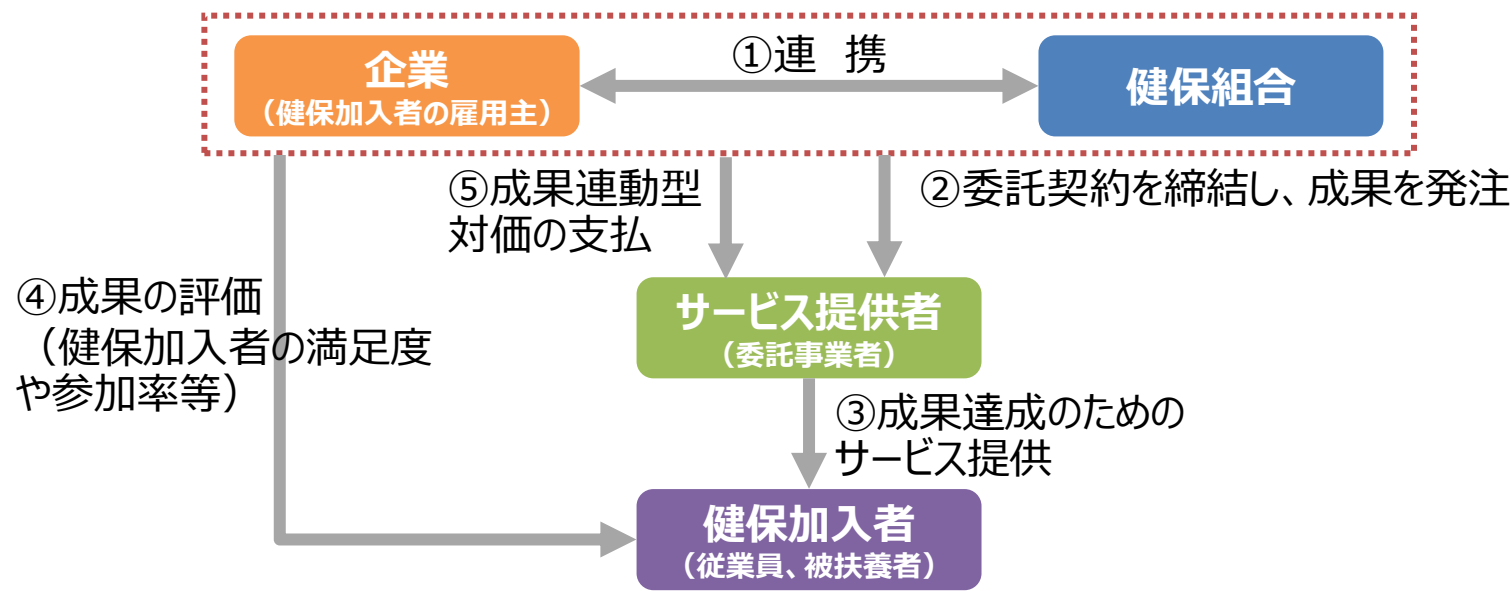 企業
（健保加入者の雇用主）
①連　携
健保組合
②委託契約を締結し、成果を発注
⑤成果連動型
対価の支払
サービス提供者
（委託事業者）
④成果の評価
（健保加入者の満足度
や参加率等）
③成果達成のための
サービス提供
健保加入者
（従業員、被扶養者）